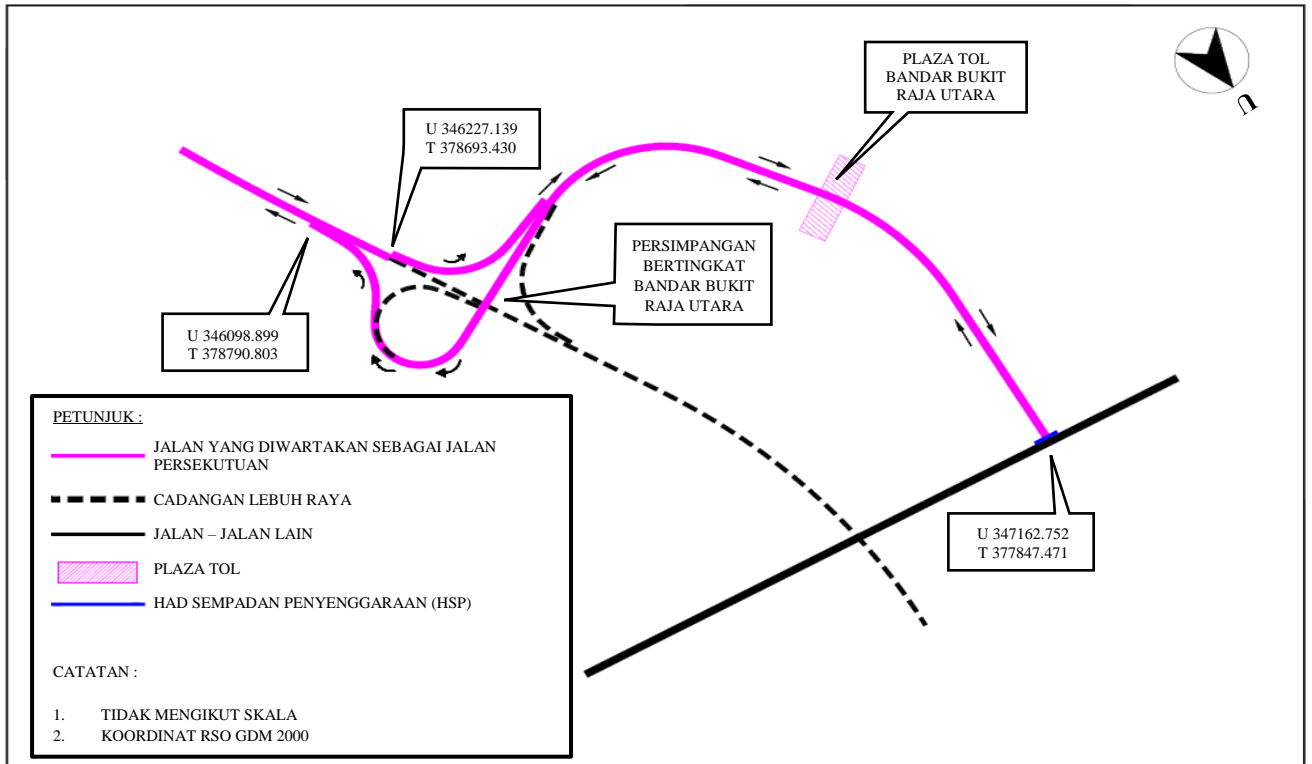 PLAZA TOL
BANDAR BUKIT
RAJA UTARA
U
U 346227.139
T 378693.430
PERSIMPANGAN
BERTINGKAT
BANDAR BUKIT
RAJA UTARA
U 346098.899
T 378790.803
U 347162.752
T 377847.471
PETUNJUK :
JALAN YANG DIWARTAKAN SEBAGAI JALAN
PERSEKUTUAN
CADANGAN LEBUH RAYA
JALAN – JALAN LAIN
PLAZA TOL
HAD SEMPADAN PENYENGGARAAN (HSP)
CATATAN :
1. TIDAK MENGIKUT SKALA
2. KOORDINAT RSO GDM 2000